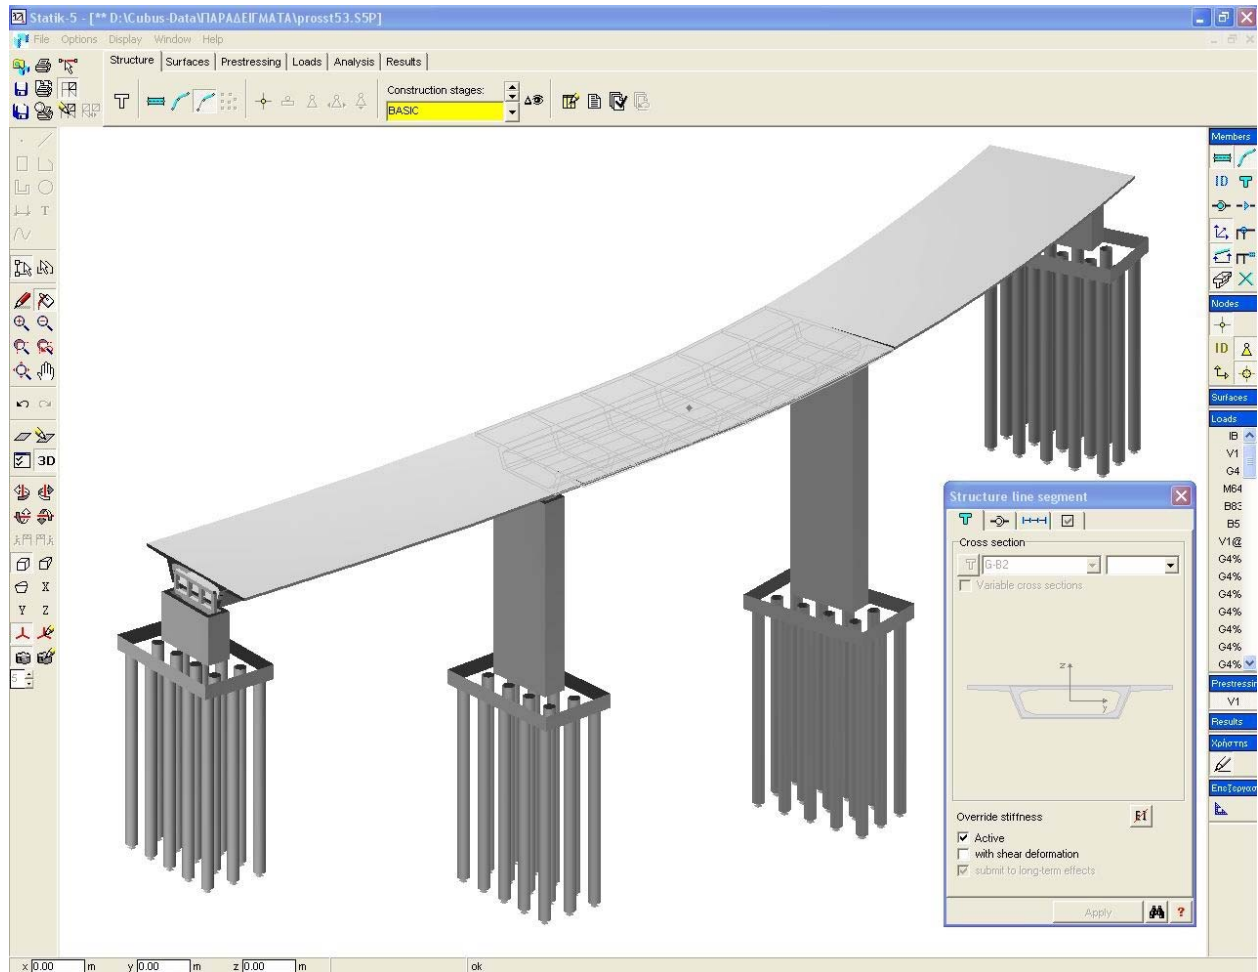 Statik-5 - [** D:\Cubus-Data\ΠΑΡΑΔΕΙΓΜΑΤΑ\prosst53.S5P]
File Options Display Window Help
Structure Surfaces Prestressing Loads Analysis Results
Construction stages:
BASIC
T
3D
X
Y Z
5
Members
ID
Nodes
ID
Surfaces
Loads
IB
V1
G4
M64
B83
B5
V1@
G4%
G4%
G4%
G4%
G4%
G4%
G4%
Prestressin
V1
Results
Χρήστης
Επεξεργασ
Structure line segment
Cross section
G-B2
Variable cross sections
z
y
Override stiffness
E·I
Active
with shear deformation
submit to long-term effects
Apply
?
x 0.00 m y 0.00 m z 0.00 m ok